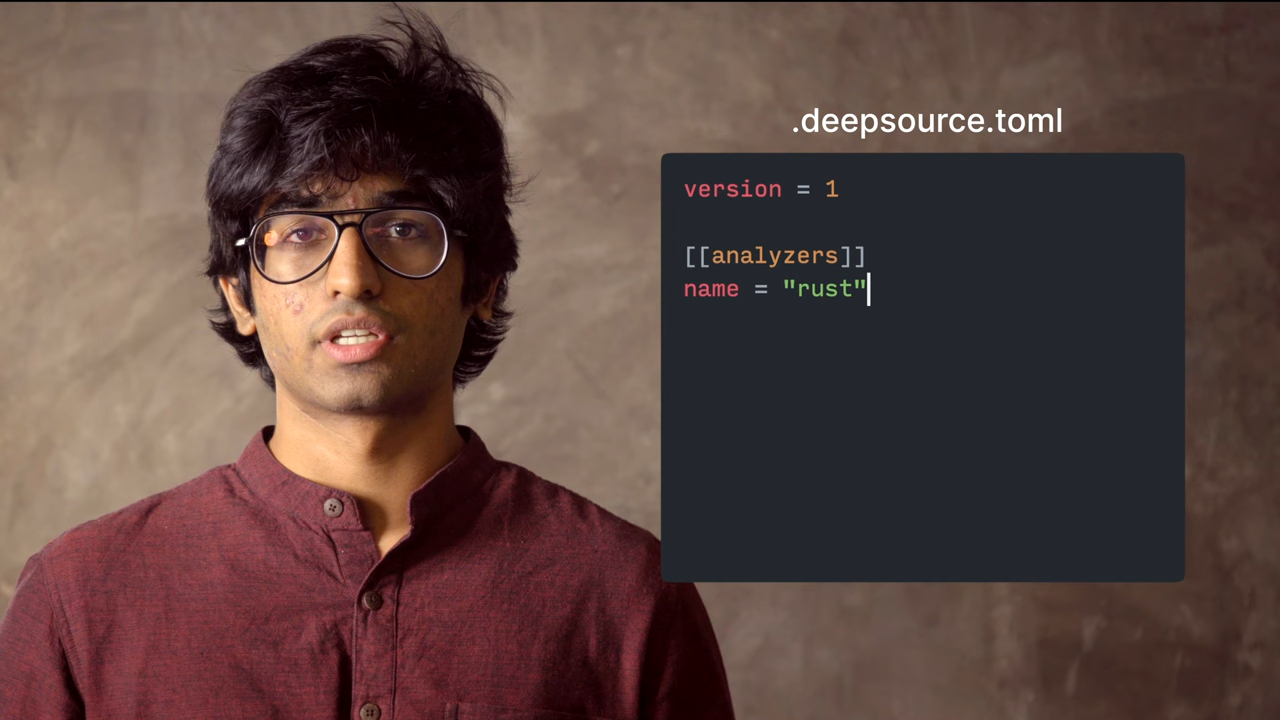 .deepsource.toml
version = 1
[[analyzers]]
name = "rust"